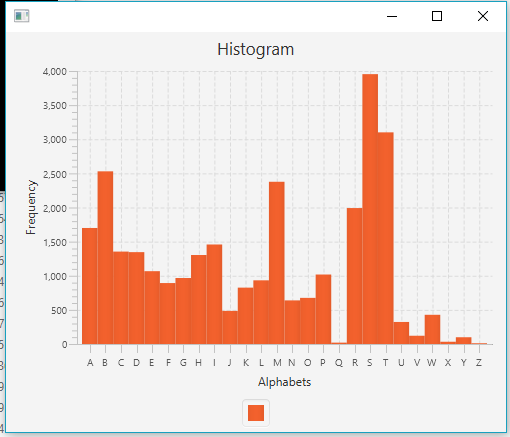 Histogram
4,000
3,500
3,000
2,500
2,000
1,500
1,000
500
0
Frequency
A B C D E F G H I J K L M N O P Q R S T U V W X Y Z
Alphabets